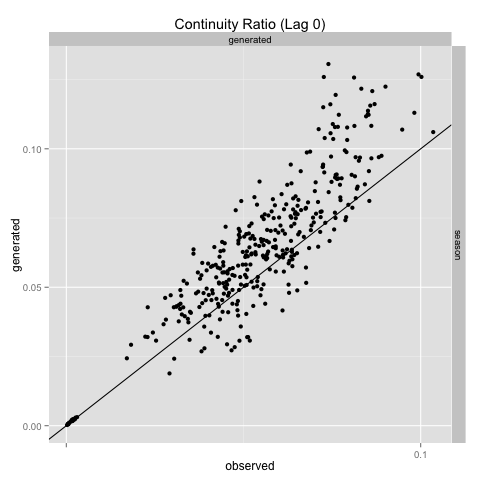 Continuity Ratio (Lag 0)
generated
0.10
0.05
0.00
generated
season
0.1
observed